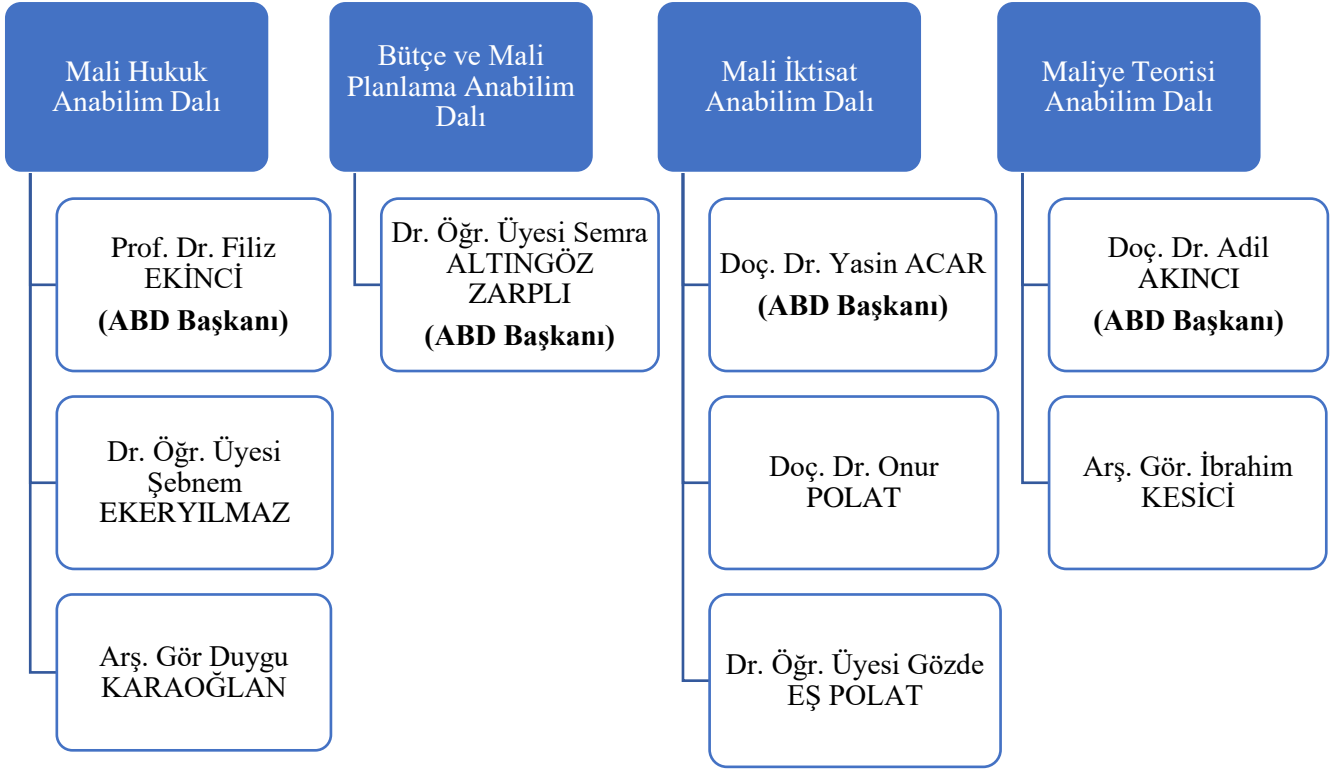 Mali Hukuk
Anabilim Dalı
Prof. Dr. Filiz
EKİNCİ
(ABD Başkanı)
Dr. Öğr. Üyesi
Şebnem
EKERYILMAZ
Arş. Gör Duygu
KARAOĞLAN
Bütçe ve Mali
Planlama Anabilim
Dalı
Dr. Öğr. Üyesi Semra
ALTINGÖZ
ZARPLI
(ABD Başkanı)
Mali İktisat
Anabilim Dalı
Doç. Dr. Yasin ACAR
(ABD Başkanı)
Doç. Dr. Onur
POLAT
Dr. Öğr. Üyesi Gözde
EŞ POLAT
Maliye Teorisi
Anabilim Dalı
Doç. Dr. Adil
AKINCI
(ABD Başkanı)
Arş. Gör. İbrahim
KESİCİ